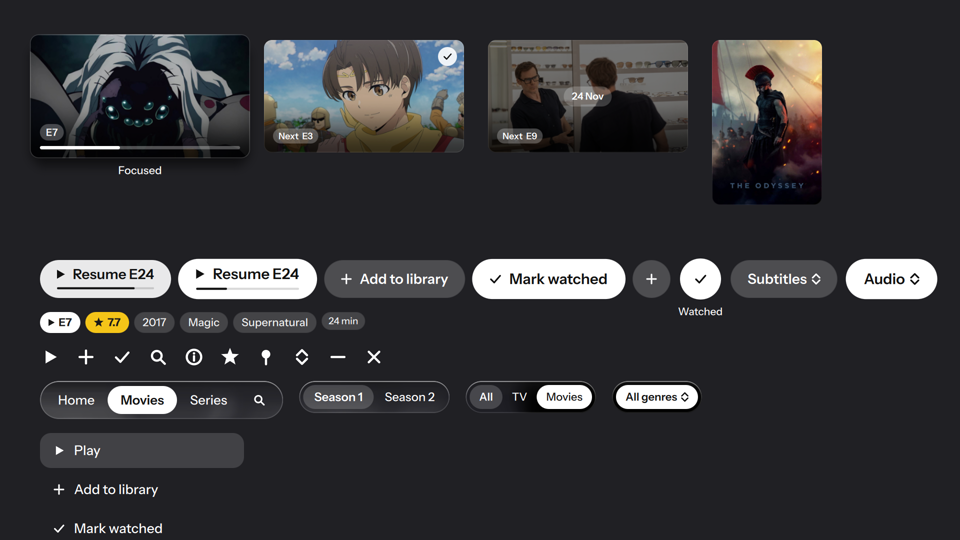 E7
Focused
Next E3
Next E9
24 Nov
THE ODYSSEY
Resume E24
Resume E24
Add to library
Mark watched
Subtitles
Audio
Watched
E7
7.7
2017
Magic
Supernatural
24 min
Home
Movies
Series
Season 1
Season 2
All
TV
Movies
All genres
Play
Add to library
Mark watched